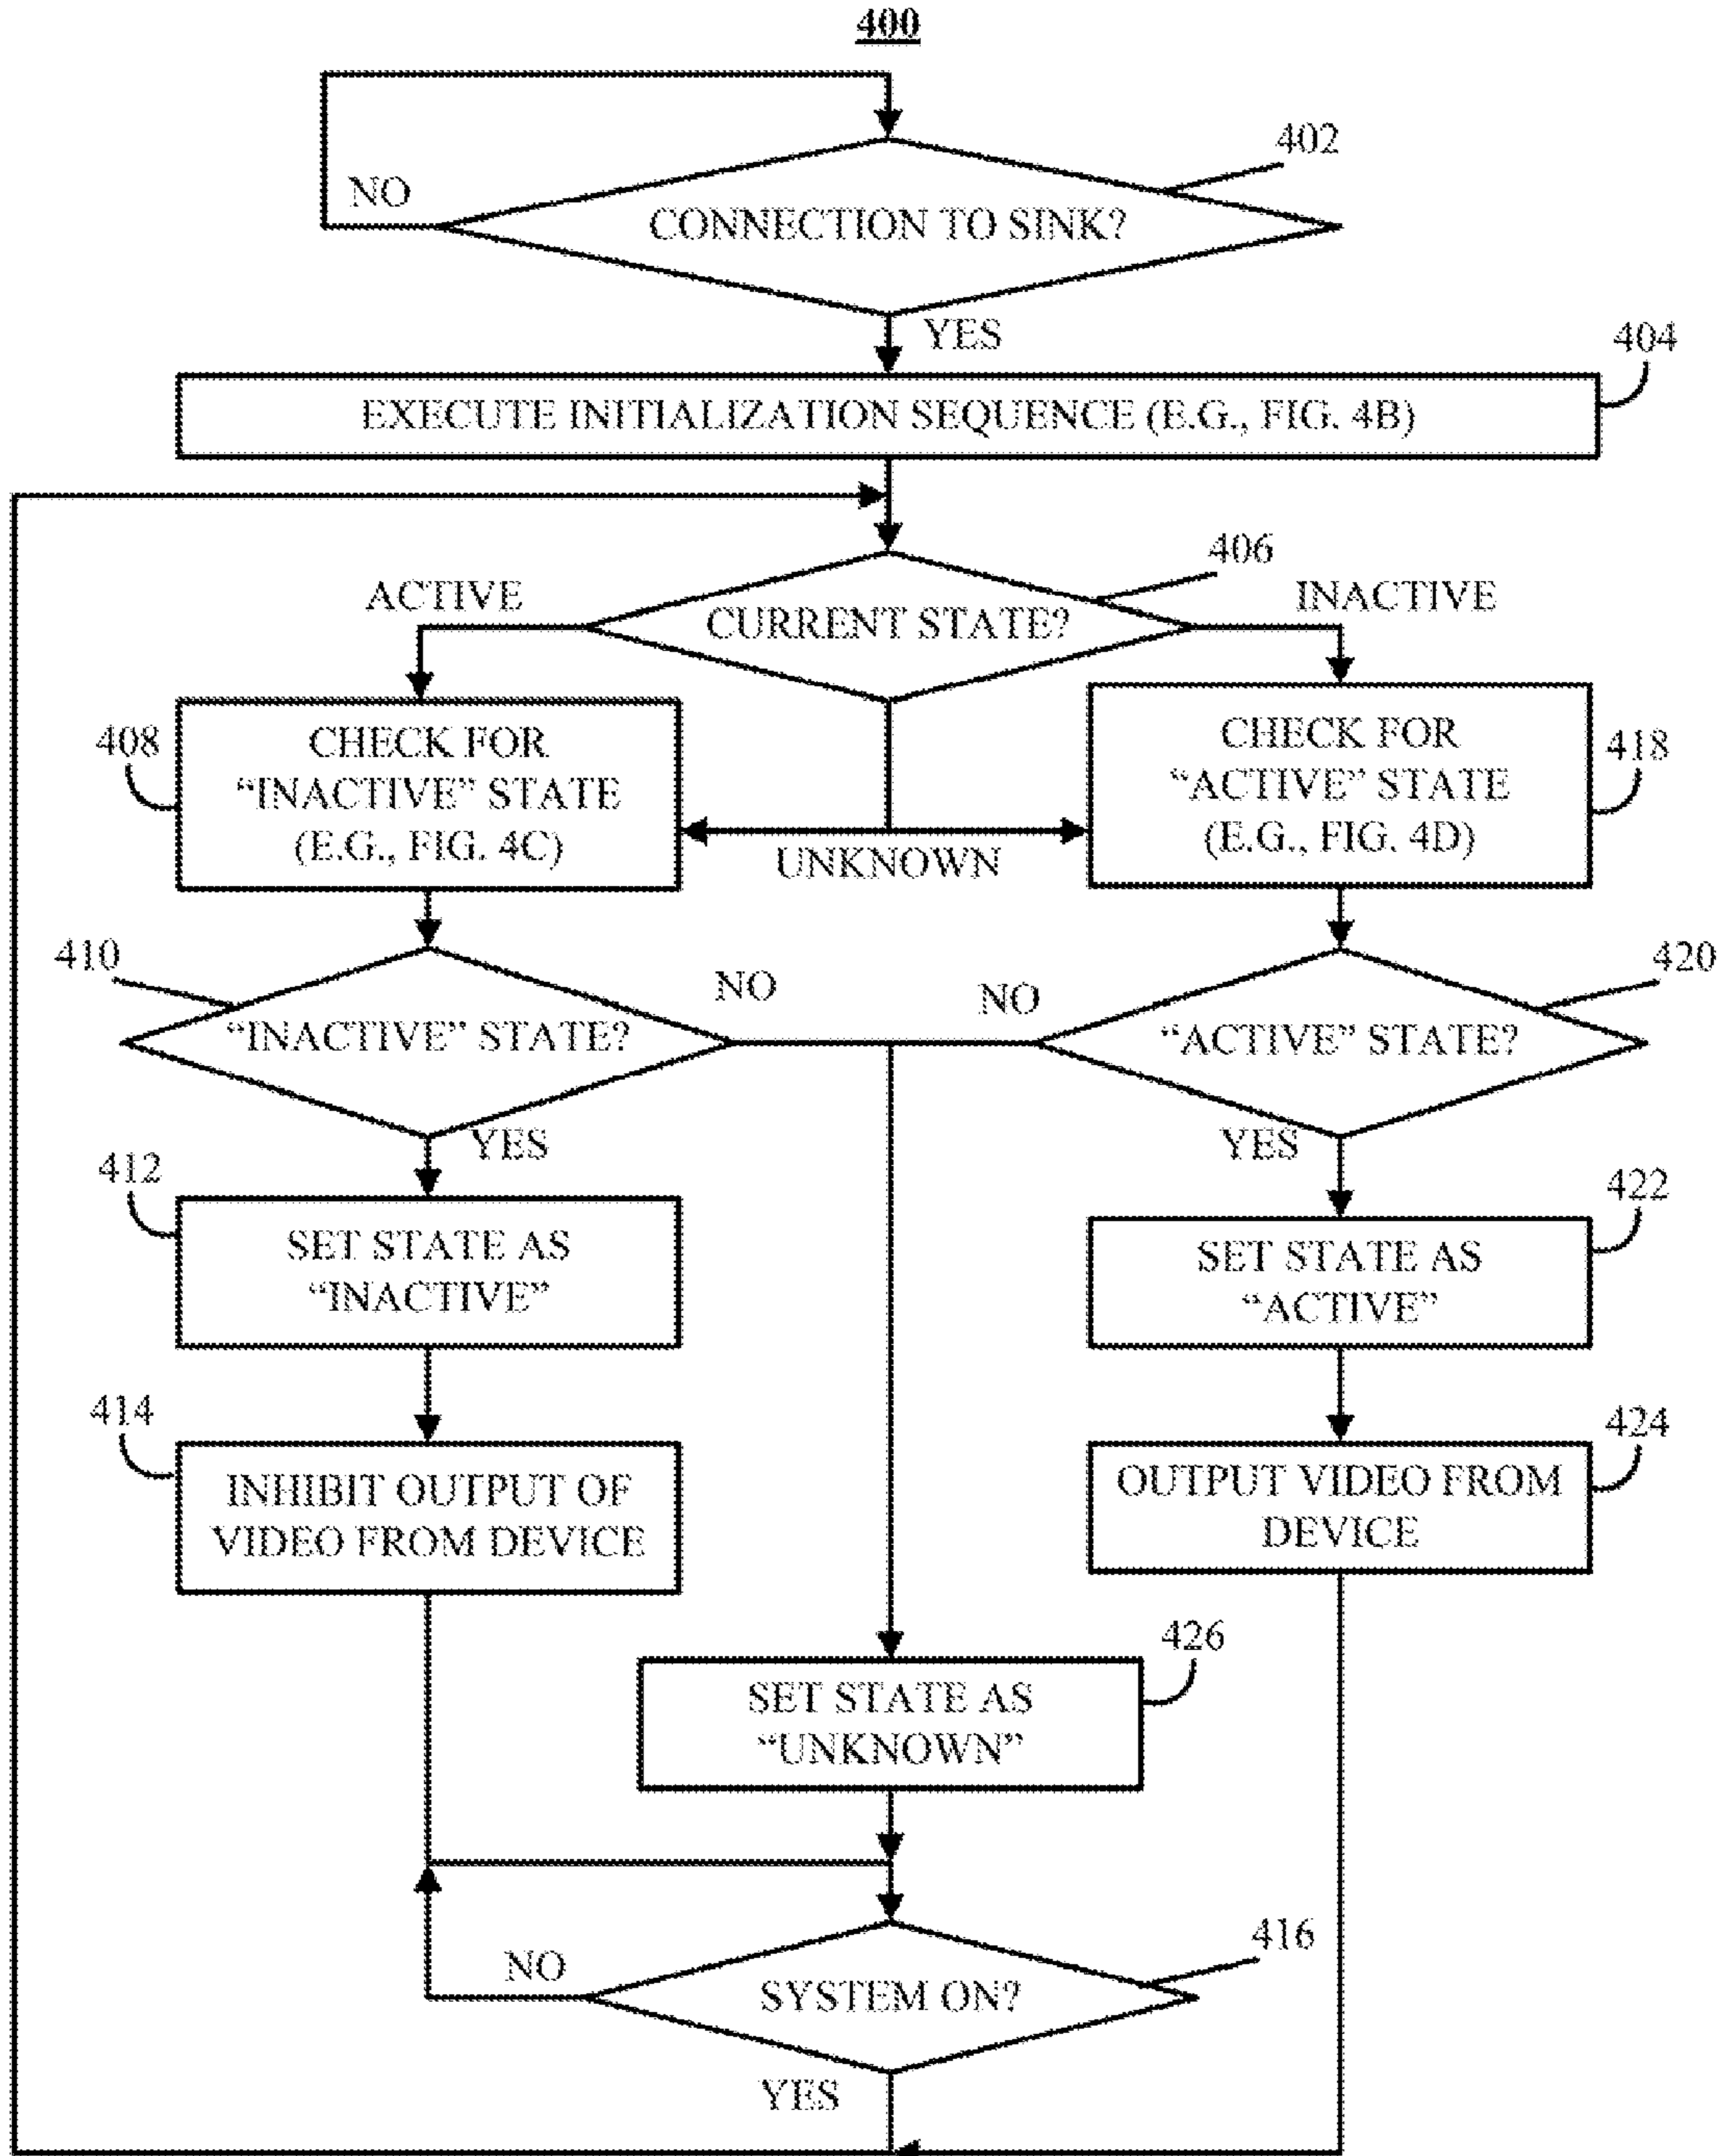 400
402
NO
CONNECTION TO SINK?
YES
404
EXECUTE INITIALIZATION SEQUENCE (E.G., FIG. 4B)
406
ACTIVE
INACTIVE
CURRENT STATE?
408
CHECK FOR
“INACTIVE” STATE
(E.G., FIG. 4C)
UNKNOWN
CHECK FOR
“ACTIVE” STATE
(E.G., FIG. 4D)
418
410
“INACTIVE” STATE?
NO
NO
420
“ACTIVE” STATE?
YES
YES
412
SET STATE AS
“INACTIVE”
422
SET STATE AS
“ACTIVE”
414
INHIBIT OUTPUT OF
VIDEO FROM DEVICE
424
OUTPUT VIDEO FROM
DEVICE
426
SET STATE AS
“UNKNOWN”
416
NO
SYSTEM ON?
YES